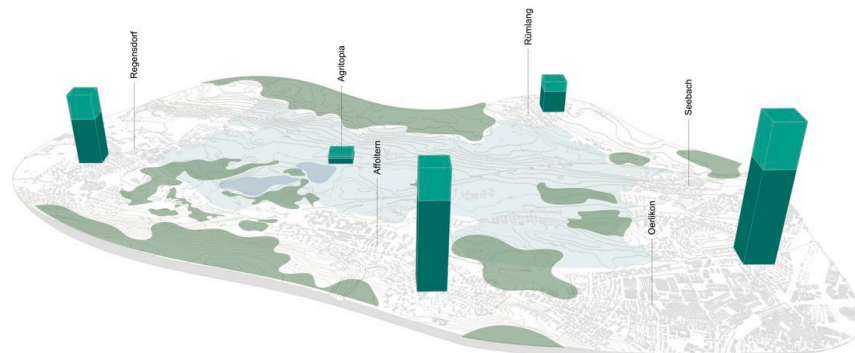 Regensdorf
Agritopia
Affoltern
Rümlang
Seebach
Oerlikon